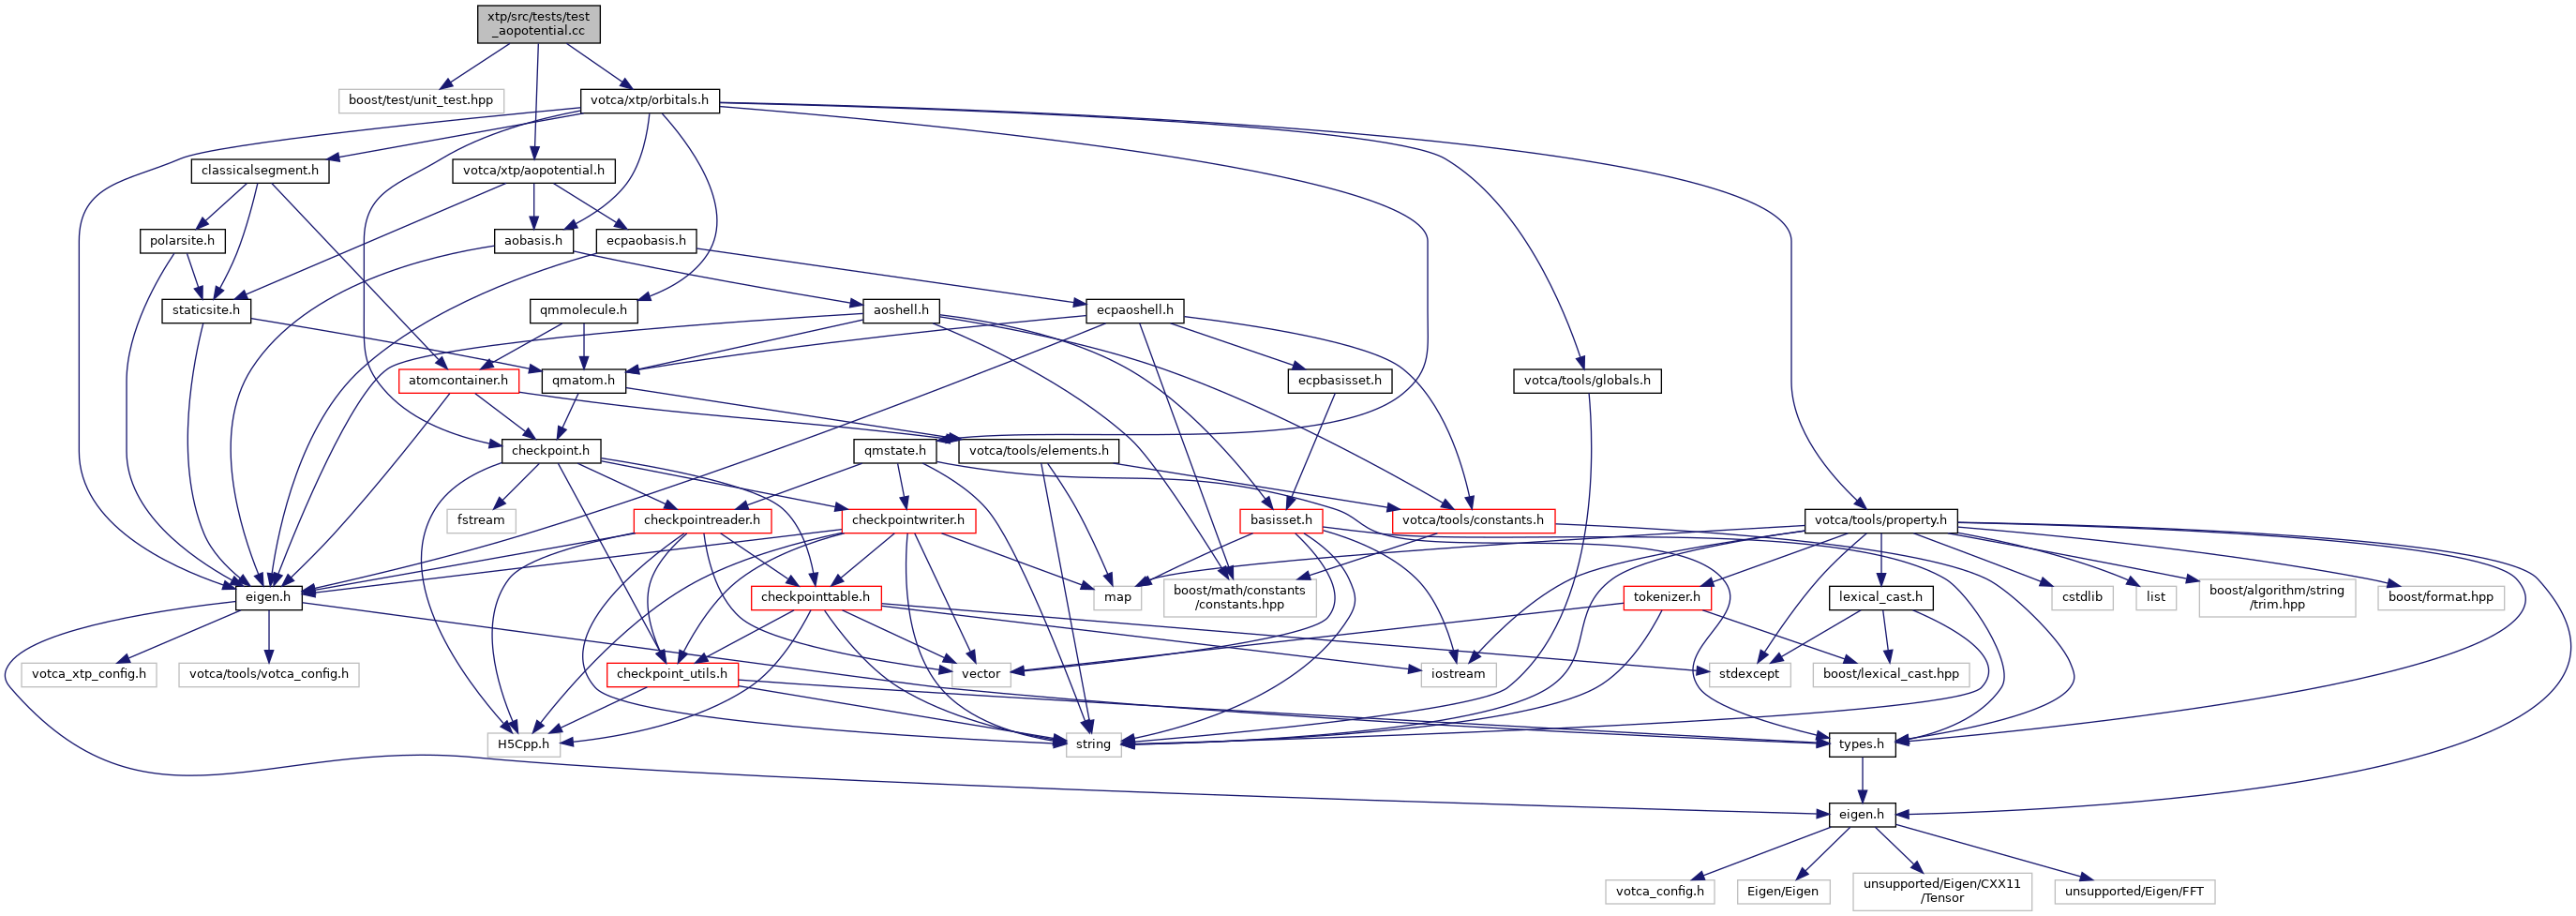 xtp/src/tests/test
_aopotential.cc
boost/test/unit_test.hpp
votca/xtp/orbitals.h
classicalsegment.h
votca/xtp/aopotential.h
polarsite.h
aobasis.h
ecpaobasis.h
staticsite.h
qmmolecule.h
aoshell.h
ecpaoshell.h
atomcontainer.h
qmatom.h
ecpbasisset.h
votca/tools/globals.h
checkpoint.h
qmstate.h
votca/tools/elements.h
fstream
checkpointreader.h
checkpointwriter.h
basisset.h
votca/tools/constants.h
votca/tools/property.h
eigen.h
checkpointtable.h
map
boost/math/constants
/constants.hpp
tokenizer.h
lexical_cast.h
cstdlib
list
boost/algorithm/string
/trim.hpp
boost/format.hpp
votca_xtp_config.h
votca/tools/votca_config.h
checkpoint_utils.h
vector
iostream
stdexcept
boost/lexical_cast.hpp
H5Cpp.h
string
types.h
eigen.h
votca_config.h
Eigen/Eigen
unsupported/Eigen/CXX11
/Tensor
unsupported/Eigen/FFT